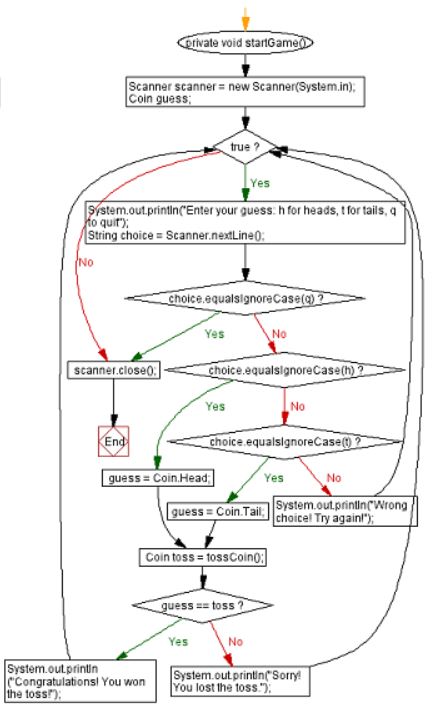 private void startGame()
Scanner scanner = new Scanner(System.in);
Coin guess;
true ?
Yes
System.out.println("Enter your guess: h for heads, t for tails, q
to quit");
String choice = Scanner.nextLine();
No
choice.equalsIgnoreCase(q) ?
Yes
No
scanner.close();
choice.equalsIgnoreCase(h) ?
Yes
No
End
choice.equalsIgnoreCase(t) ?
guess = Coin.Head;
Yes
No
guess = Coin.Tail;
System.out.println("Wrong
choice! Try again!");
Coin toss = tossCoin();
guess == toss ?
Yes
No
System.out.println
("Congratulations! You won
the toss!");
System.out.println("Sorry!
You lost the toss.");